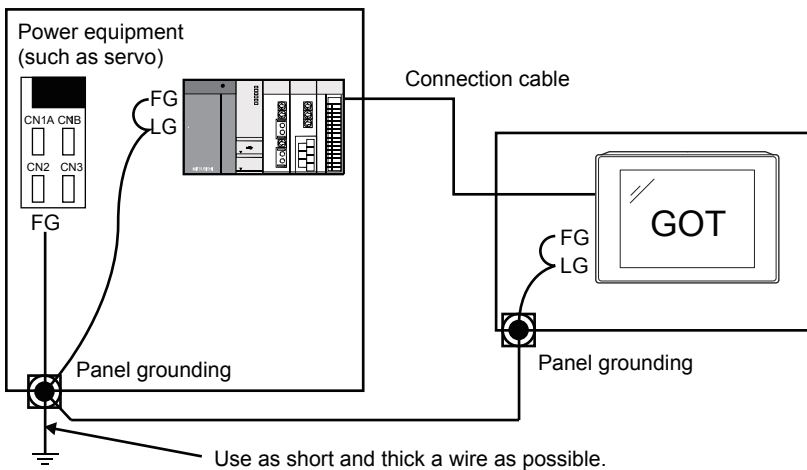 Power equipment
(such as servo)
CN1A CNB
CN2 CN3
FG
FG
LG
Connection cable
GOT
FG
LG
Panel grounding
Panel grounding
Use as short and thick a wire as possible.